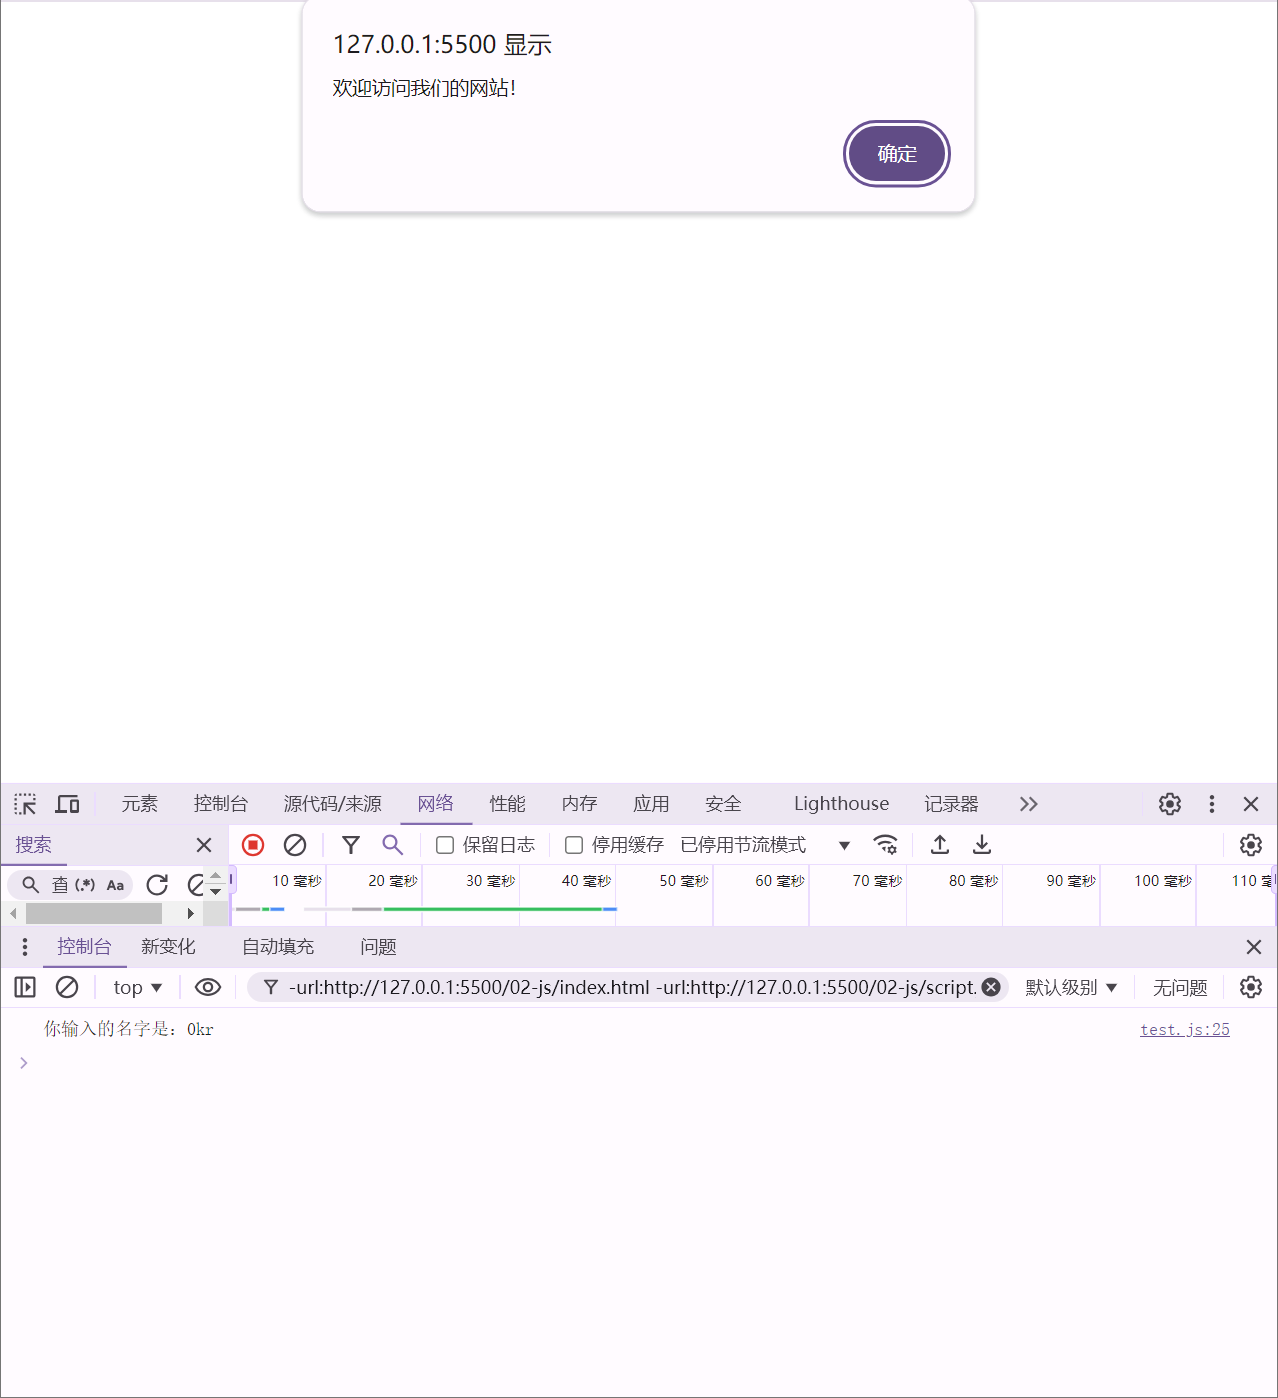 127.0.0.1:5500 显示
欢迎访问我们的网站！
确定
元素 控制台 源代码/来源 网络 性能 内存 应用 安全 Lighthouse 记录器
搜索 保留日志 停用缓存 已停用节流模式
查 (.*) Aa 10 毫秒 20 毫秒 30 毫秒 40 毫秒 50 毫秒 60 毫秒 70 毫秒 80 毫秒 90 毫秒 100 毫秒 110 毫
控制台 新变化 自动填充 问题
top -url:http://127.0.0.1:5500/02-js/index.html -url:http://127.0.0.1:5500/02-js/script. 默认级别 无问题
你输入的名字是：0kr test.js:25